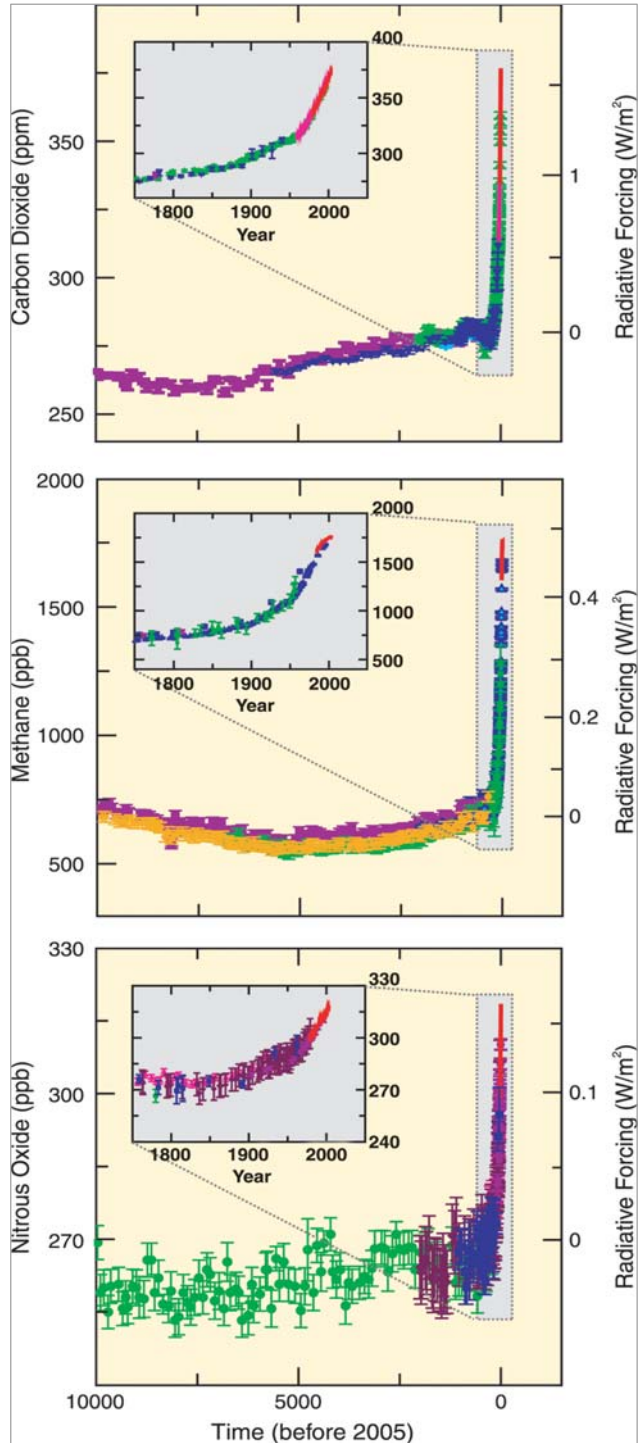 Carbon Dioxide (ppm)
350
300
250
400
350
300
1800 1900 2000
Year
1
0
Radiative Forcing (W/m²)
Methane (ppb)
2000
1500
1000
500
2000
1500
1000
500
1800 1900 2000
Year
0.4
0.2
0
Radiative Forcing (W/m²)
Nitrous Oxide (ppb)
330
300
270
330
300
270
240
1800 1900 2000
Year
0.1
0
Radiative Forcing (W/m²)
10000 5000 0
Time (before 2005)